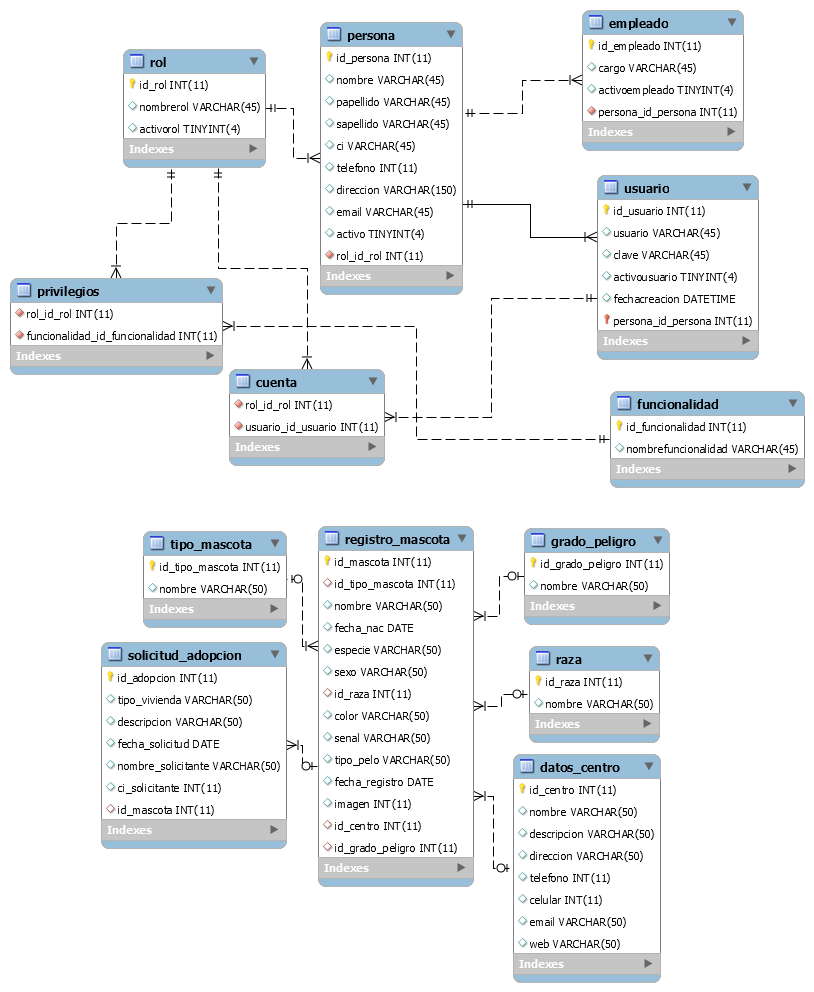 rol
id_rol INT(11)
nombrerol VARCHAR(45)
activorol TINYINT(4)
Indexes
persona
id_persona INT(11)
nombre VARCHAR(45)
papellido VARCHAR(45)
sapellido VARCHAR(45)
ci VARCHAR(45)
telefono INT(11)
direccion VARCHAR(150)
email VARCHAR(45)
activo TINYINT(4)
rol_id_rol INT(11)
Indexes
empleado
id_empleado INT(11)
cargo VARCHAR(45)
activoempleado TINYINT(4)
persona_id_persona INT(11)
Indexes
usuario
id_usuario INT(11)
usuario VARCHAR(45)
clave VARCHAR(45)
activousuario TINYINT(4)
fechacreacion DATETIME
persona_id_persona INT(11)
Indexes
privilegios
rol_id_rol INT(11)
funcionalidad_id_funcionalidad INT(11)
Indexes
cuenta
rol_id_rol INT(11)
usuario_id_usuario INT(11)
Indexes
funcionalidad
id_funcionalidad INT(11)
nombrefuncionalidad VARCHAR(45)
Indexes
tipo_mascota
id_tipo_mascota INT(11)
nombre VARCHAR(50)
Indexes
registro_mascota
id_mascota INT(11)
id_tipo_mascota INT(11)
nombre VARCHAR(50)
fecha_nac DATE
especie VARCHAR(50)
sexo VARCHAR(50)
id_raza INT(11)
color VARCHAR(50)
senal VARCHAR(50)
tipo_pelo VARCHAR(50)
fecha_registro DATE
imagen INT(11)
id_centro INT(11)
id_grado_peligro INT(11)
Indexes
grado_peligro
id_grado_peligro INT(11)
nombre VARCHAR(50)
Indexes
solicitud_adopcion
id_adopcion INT(11)
tipo_vivienda VARCHAR(50)
descripcion VARCHAR(50)
fecha_solicitud DATE
nombre_solicitante VARCHAR(50)
ci_solicitante INT(11)
id_mascota INT(11)
Indexes
raza
id_raza INT(11)
nombre VARCHAR(50)
Indexes
datos_centro
id_centro INT(11)
nombre VARCHAR(50)
descripcion VARCHAR(50)
direccion VARCHAR(50)
telefono INT(11)
celular INT(11)
email VARCHAR(50)
web VARCHAR(50)
Indexes